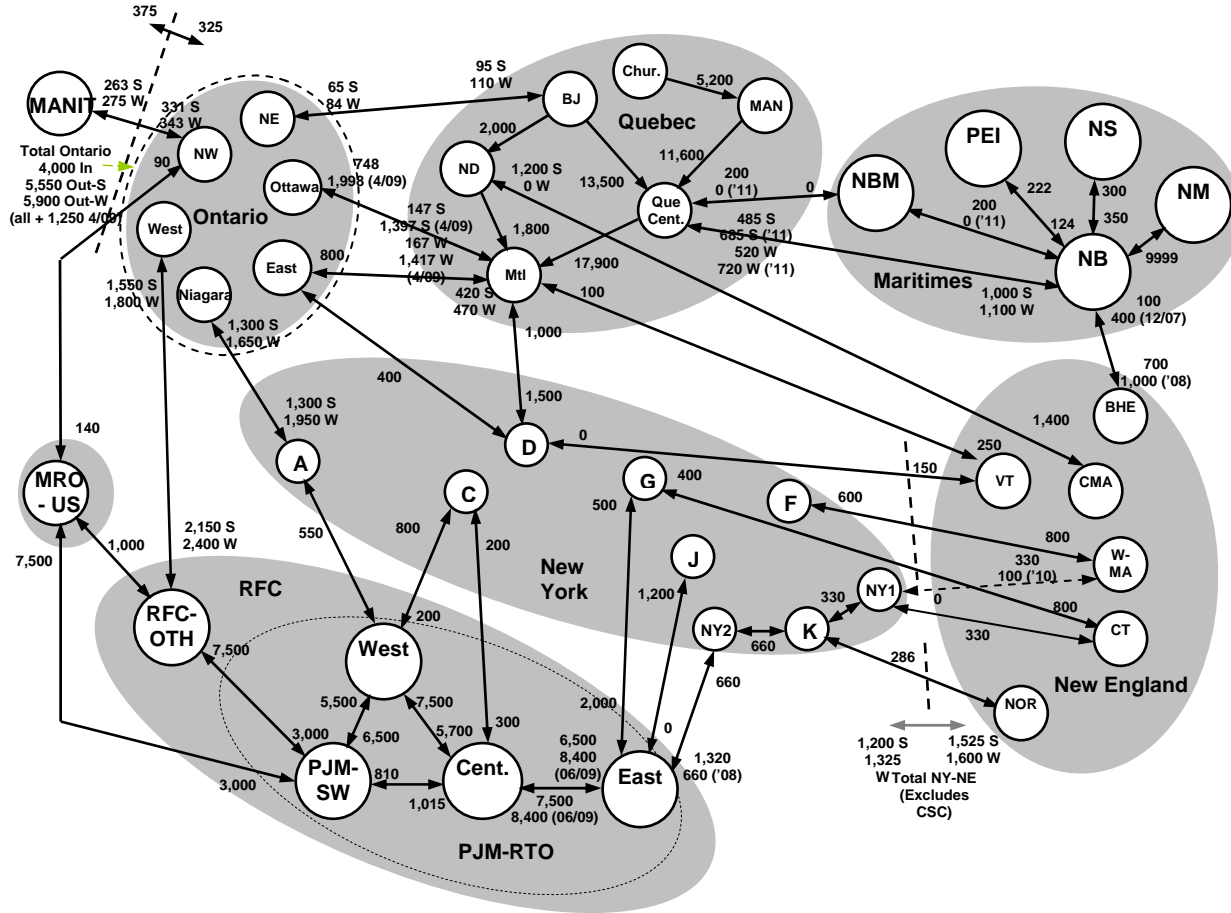 375
325
MANIT
263 S
275 W
331 S
343 W
NE
65 S
84 W
95 S
110 W
BJ
Chur.
5,200
MAN
Quebec
Total Ontario
4,000 In
5,550 Out-S
5,900 Out-W
(all + 1,250 4/09)
90
NW
Ottawa
748
1,998 (4/09)
Ontario
West
East
Niagara
800
2,000
ND
1,200 S
0 W
13,500
11,600
Que
Cent.
200
0 ('11)
0
147 S
1,397 S (4/09)
167 W
1,417 W
(4/09)
1,800
Mtl
17,900
420 S
470 W
100
485 S
685 S ('11)
520 W
720 W ('11)
PEI
NS
NM
NBM
222
300
200
0 ('11)
124
350
NB
9999
Maritimes
1,000 S
1,100 W
100
400 (12/07)
1,550 S
1,800 W
1,300 S
1,650 W
1,000
700
1,000 ('08)
400
1,500
1,300 S
1,950 W
BHE
140
A
D
0
1,400
250
150
VT
CMA
MRO
- US
C
G
400
F
600
550
800
200
500
7,500
1,000
2,150 S
2,400 W
J
New
York
800
W-
MA
330
100 ('10)
RFC
1,200
NY1
0
800
RFC-
OTH
200
NY2
330
K
660
330
CT
West
7,500
5,500
7,500
286
660
New England
2,000
NOR
3,000
6,500
5,700
300
0
6,500
8,400
(06/09)
1,320
660 ('08)
1,200 S
1,325
W
1,525 S
1,600 W
Total NY-NE
(Excludes
CSC)
3,000
PJM-
SW
810
1,015
Cent.
East
7,500
8,400 (06/09)
PJM-RTO